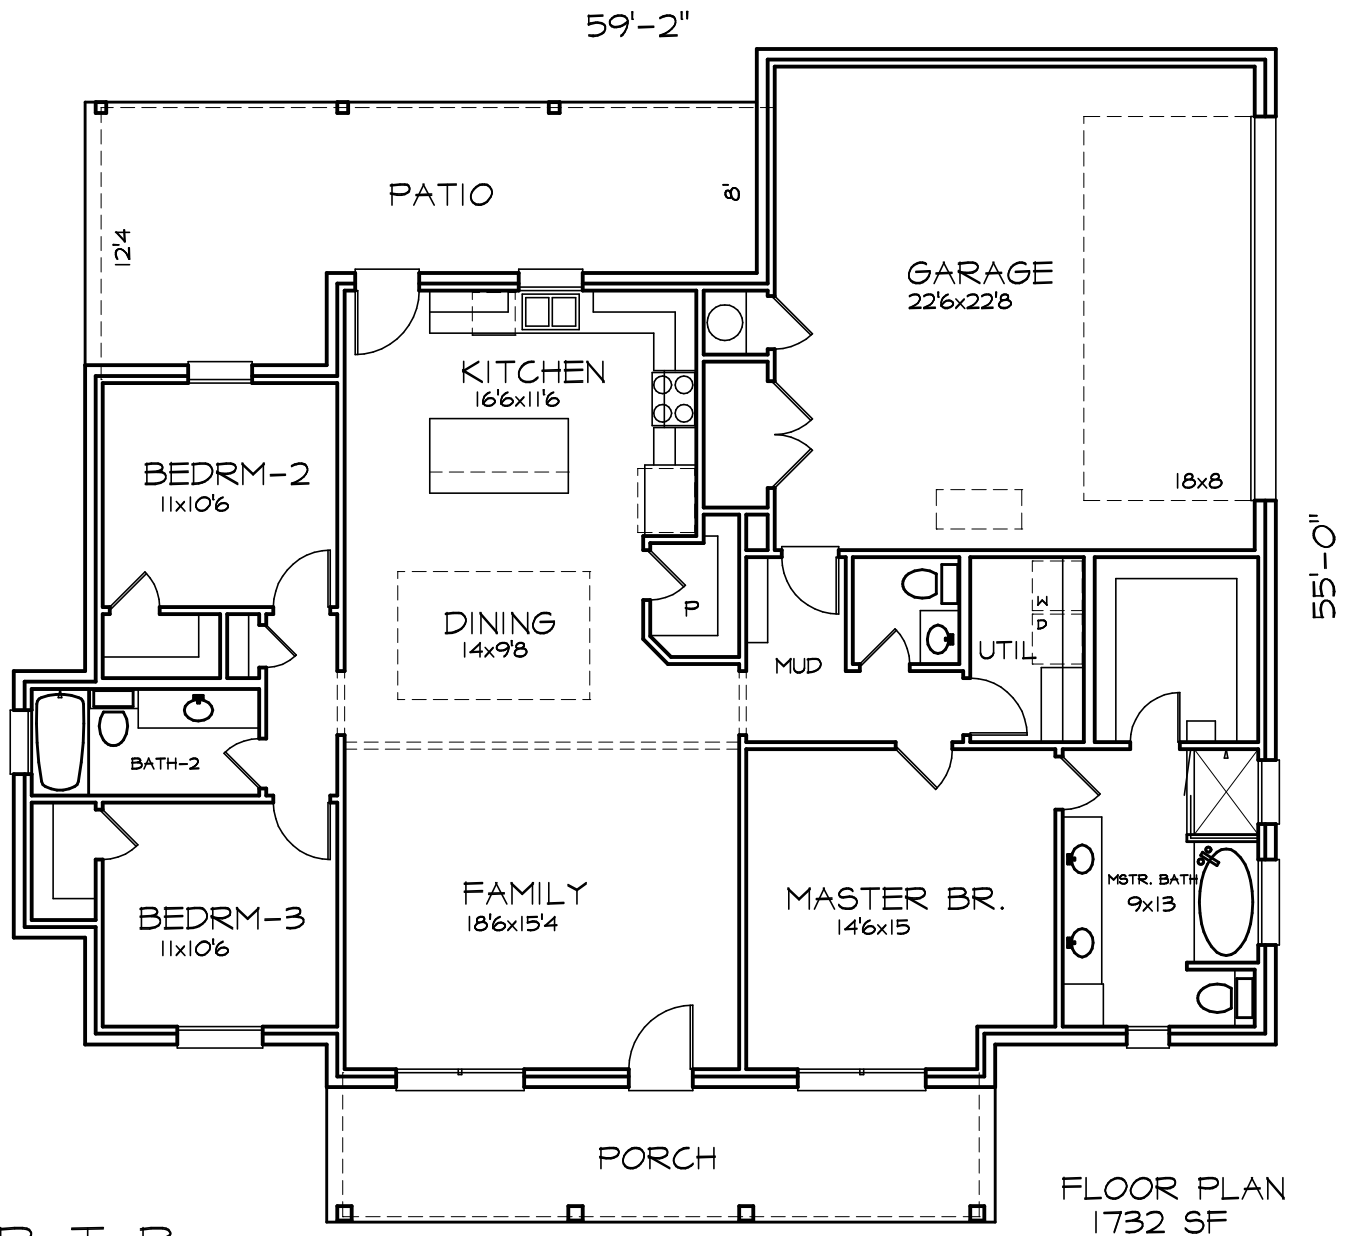 59'-2"
PATIO
8'
12'4
GARAGE
22'6x22'8
KITCHEN
16'6x11'6
BEDRM-2
11x10'6
18x8
55'-0"
DINING
14x9'8
P
MUD
UTIL
W
D
BATH-2
FAMILY
18'6x15'4
MASTER BR.
14'6x15
MSTR. BATH
9x13
BEDRM-3
11x10'6
PORCH
FLOOR PLAN
1732 SF